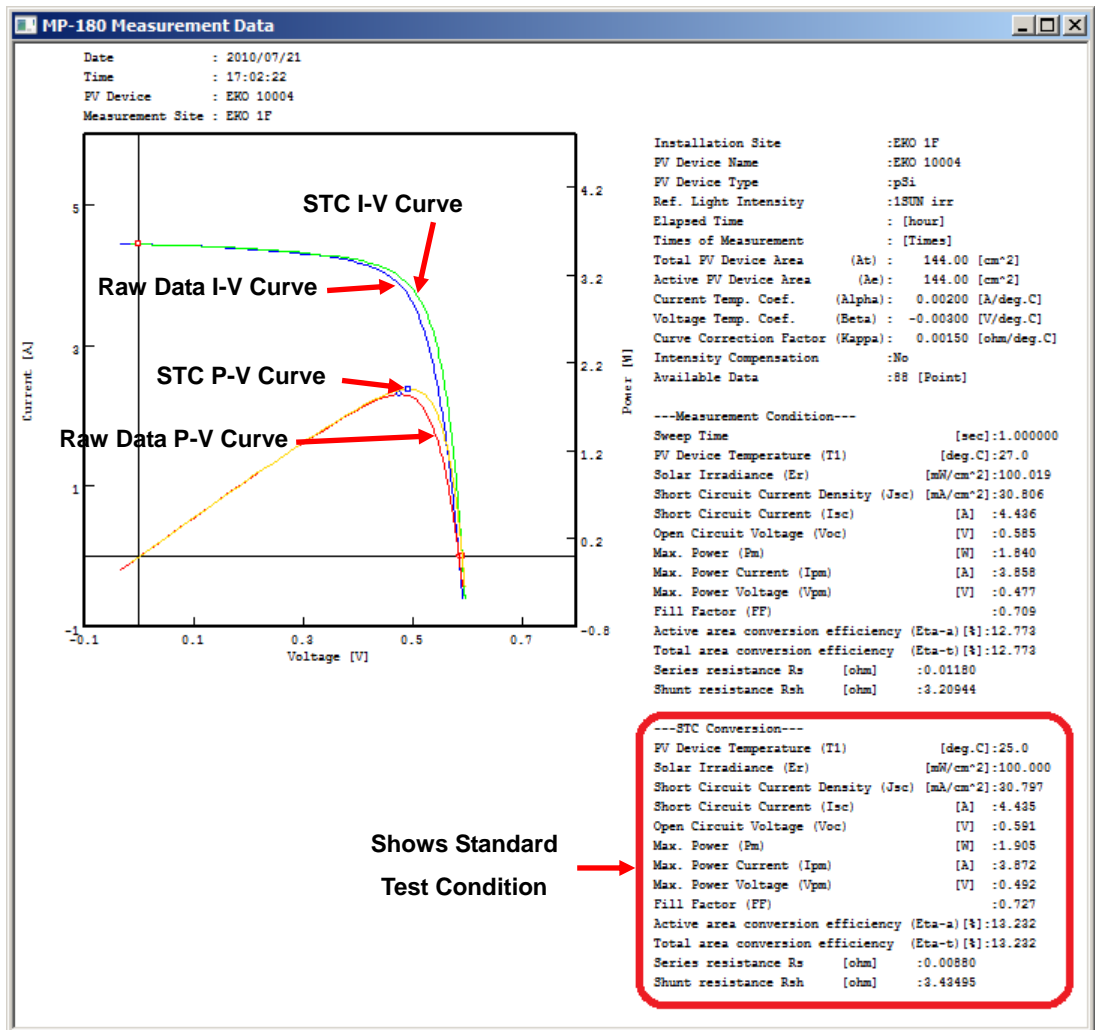 MP-180 Measurement Data
Date : 2010/07/21
Time : 17:02:22
PV Device : EKO 10004
Measurement Site : EKO 1F
5
3
1
-1
Current [A]
-0.1 0.1 0.3 0.5 0.7
Voltage [V]
4.2
3.2
2.2
1.2
0.2
-0.8
Power [W]
STC I-V Curve
Raw Data I-V Curve
STC P-V Curve
Raw Data P-V Curve
Installation Site :EKO 1F
PV Device Name :EKO 10004
PV Device Type :pSi
Ref. Light Intensity :1SUN irr
Elapsed Time : [hour]
Times of Measurement : [Times]
Total PV Device Area (At) : 144.00 [cm^2]
Active PV Device Area (Ae): 144.00 [cm^2]
Current Temp. Coef. (Alpha): 0.00200 [A/deg.C]
Voltage Temp. Coef. (Beta) : -0.00300 [V/deg.C]
Curve Correction Factor (Kappa): 0.00150 [ohm/deg.C]
Intensity Compensation :No
Available Data :88 [Point]
---Measurement Condition---
Sweep Time [sec]:1.000000
PV Device Temperature (T1) [deg.C]:27.0
Solar Irradiance (Er) [mW/cm^2]:100.019
Short Circuit Current Density (Jsc) [mA/cm^2]:30.806
Short Circuit Current (Isc) [A] :4.436
Open Circuit Voltage (Voc) [V] :0.585
Max. Power (Pm) [W] :1.840
Max. Power Current (Ipm) [A] :3.858
Max. Power Voltage (Vpm) [V] :0.477
Fill Factor (FF) :0.709
Active area conversion efficiency (Eta-a)[%]:12.773
Total area conversion efficiency (Eta-t)[%]:12.773
Series resistance Rs [ohm] :0.01180
Shunt resistance Rsh [ohm] :3.20944
---STC Conversion---
PV Device Temperature (T1) [deg.C]:25.0
Solar Irradiance (Er) [mW/cm^2]:100.000
Short Circuit Current Density (Jsc) [mA/cm^2]:30.797
Short Circuit Current (Isc) [A] :4.435
Open Circuit Voltage (Voc) [V] :0.591
Max. Power (Pm) [W] :1.905
Max. Power Current (Ipm) [A] :3.872
Max. Power Voltage (Vpm) [V] :0.492
Fill Factor (FF) :0.727
Active area conversion efficiency (Eta-a)[%]:13.232
Total area conversion efficiency (Eta-t)[%]:13.232
Series resistance Rs [ohm] :0.00880
Shunt resistance Rsh [ohm] :3.43495
Shows Standard
Test Condition